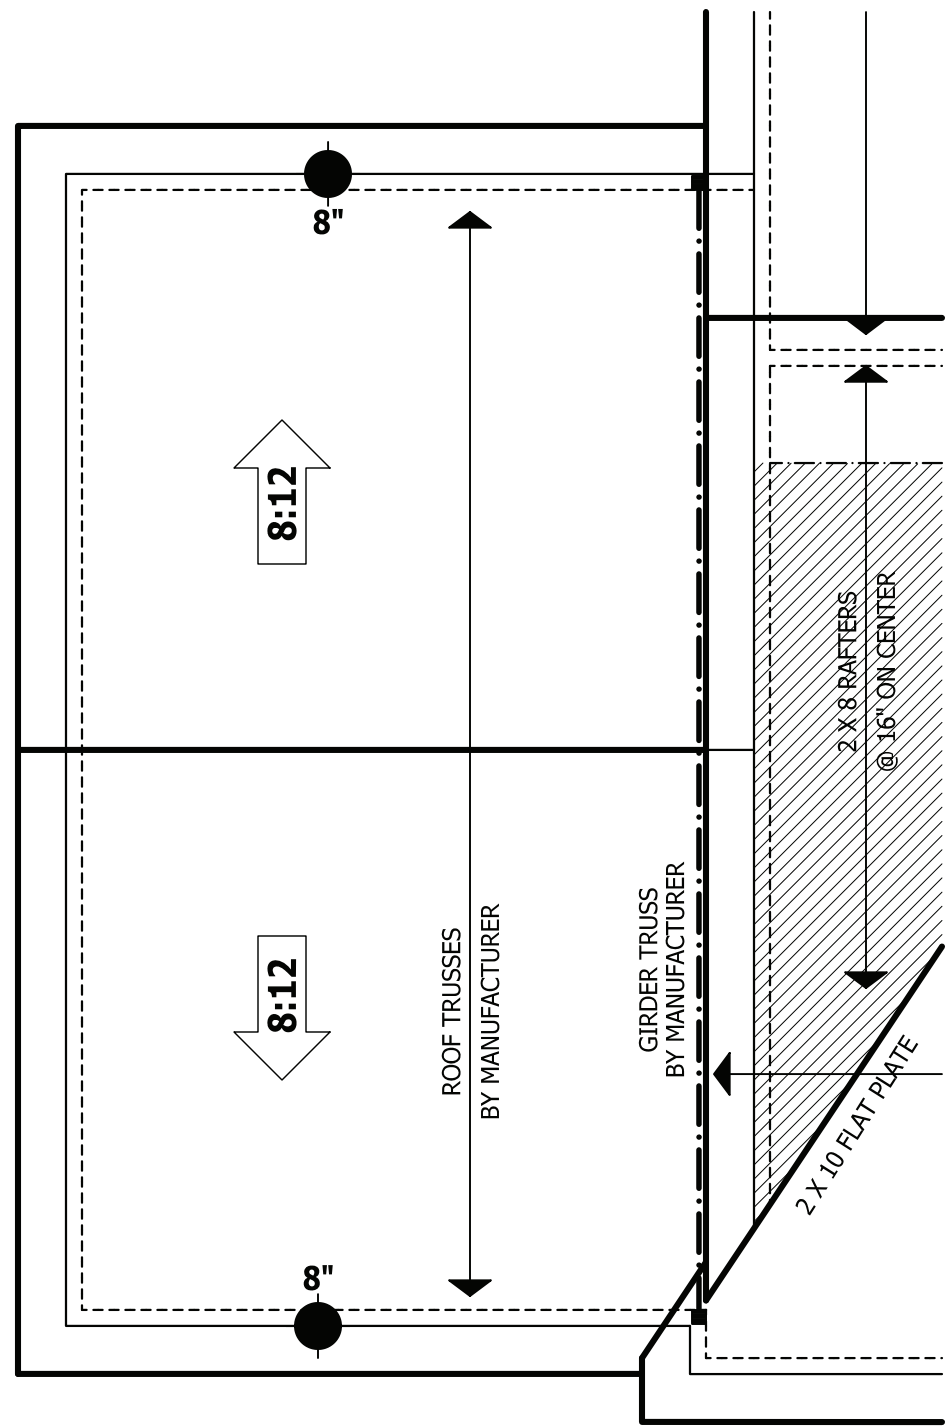 8"
8:12
2 X 8 RAFTERS
@ 16" ON CENTER
GIRDER TRUSS
BY MANUFACTURER
ROOF TRUSSES
BY MANUFACTURER
8:12
2 X 10 FLAT PLATE
8"